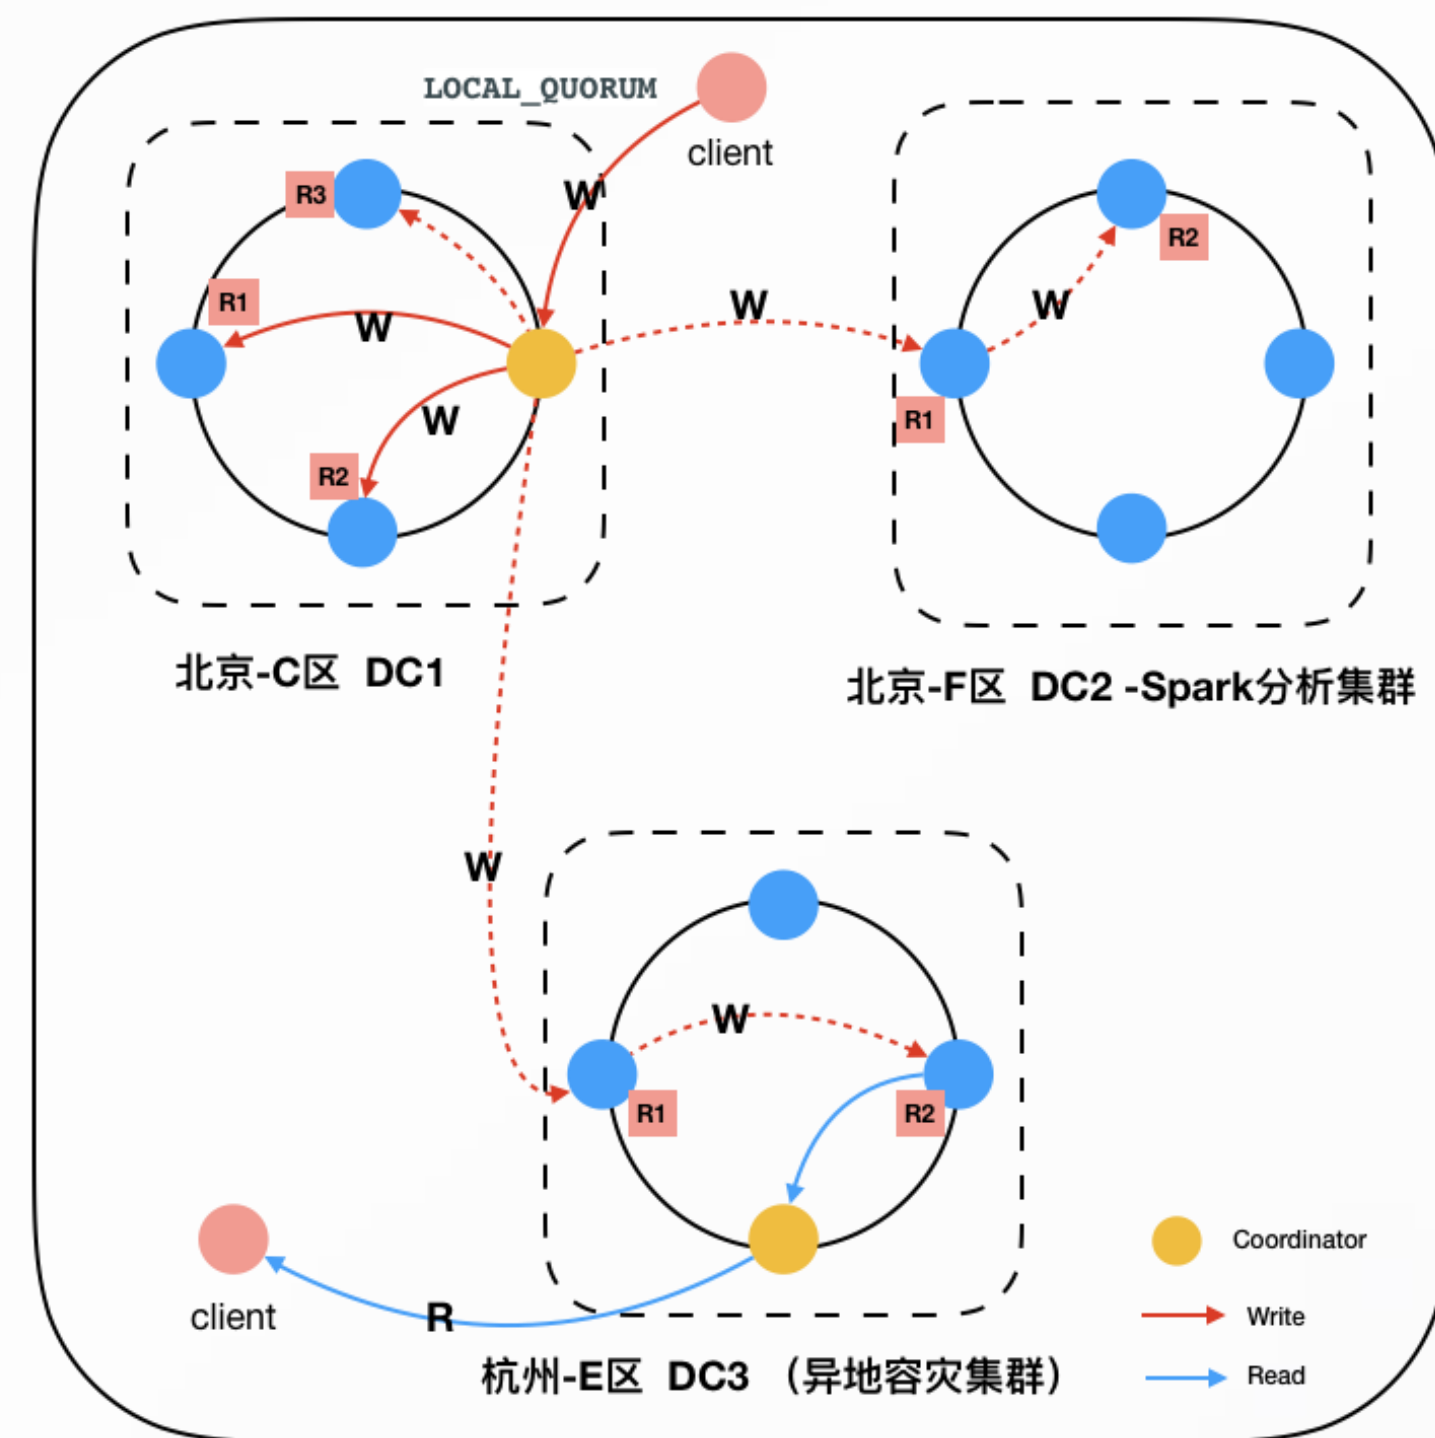 LOCAL_QUORUM
client
W
R3
R2
R1
W
W
W
W
R1
R2
北京-C区 DC1
北京-F区 DC2 -Spark分析集群
W
W
R1
R2
Coordinator
client
R
Write
杭州-E区 DC3 （异地容灾集群）
Read